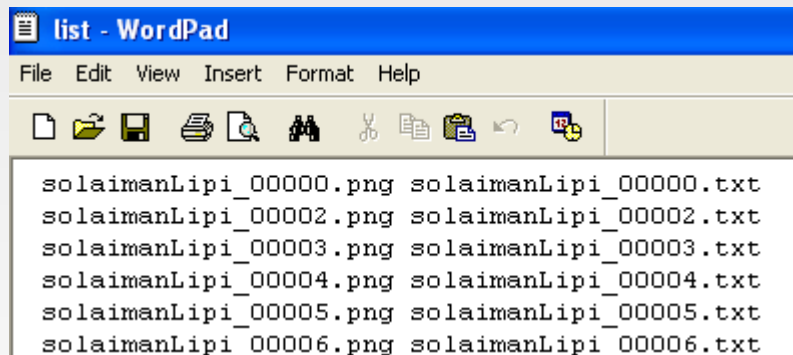 list - WordPad
File Edit View Insert Format Help
solaimanLipi_00000.png solaimanLipi_00000.txt
solaimanLipi_00002.png solaimanLipi_00002.txt
solaimanLipi_00003.png solaimanLipi_00003.txt
solaimanLipi_00004.png solaimanLipi_00004.txt
solaimanLipi_00005.png solaimanLipi_00005.txt
solaimanLipi_00006.png solaimanLipi_00006.txt